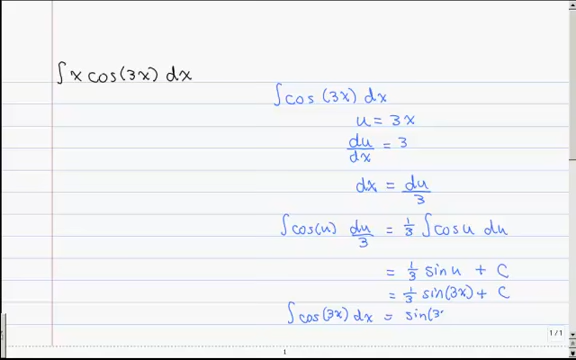 ∫ x cos(3x) dx
∫ cos (3x) dx
u = 3x
du/dx = 3
dx = du/3
∫ cos(u) du/3 = 1/3 ∫ cos u du
= 1/3 sin u + C
= 1/3 sin(3x) + C
∫ cos(3x) dx = sin(3
1/1
1